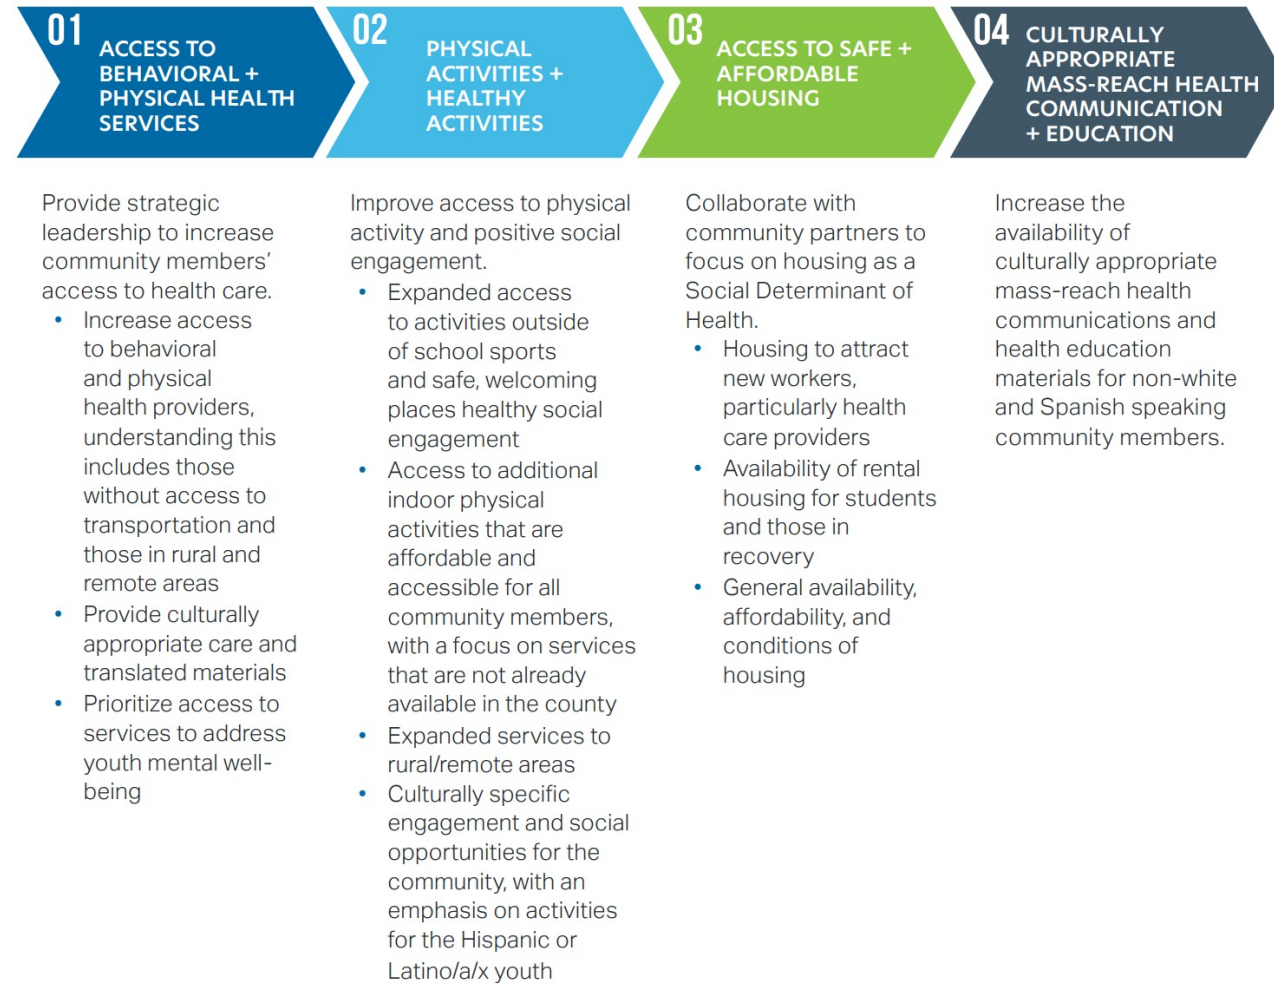 01
ACCESS TO
BEHAVIORAL +
PHYSICAL HEALTH
SERVICES
Provide strategic
leadership to increase
community members'
access to health care.
• Increase access
to behavioral
and physical
health providers,
understanding this
includes those
without access to
transportation and
those in rural and
remote areas
• Provide culturally
appropriate care and
translated materials
• Prioritize access to
services to address
youth mental well-
being
02
PHYSICAL
ACTIVITIES +
HEALTHY
ACTIVITIES
Improve access to physical
activity and positive social
engagement.
• Expanded access
to activities outside
of school sports
and safe, welcoming
places healthy social
engagement
• Access to additional
indoor physical
activities that are
affordable and
accessible for all
community members,
with a focus on services
that are not already
available in the county
• Expanded services to
rural/remote areas
• Culturally specific
engagement and social
opportunities for the
community, with an
emphasis on activities
for the Hispanic or
Latino/a/x youth
03
ACCESS TO SAFE +
AFFORDABLE
HOUSING
Collaborate with
community partners to
focus on housing as a
Social Determinant of
Health.
• Housing to attract
new workers,
particularly health
care providers
• Availability of rental
housing for students
and those in
recovery
• General availability,
affordability, and
conditions of
housing
04
CULTURALLY
APPROPRIATE
MASS-REACH HEALTH
COMMUNICATION
+ EDUCATION
Increase the
availability of
culturally appropriate
mass-reach health
communications and
health education
materials for non-white
and Spanish speaking
community members.